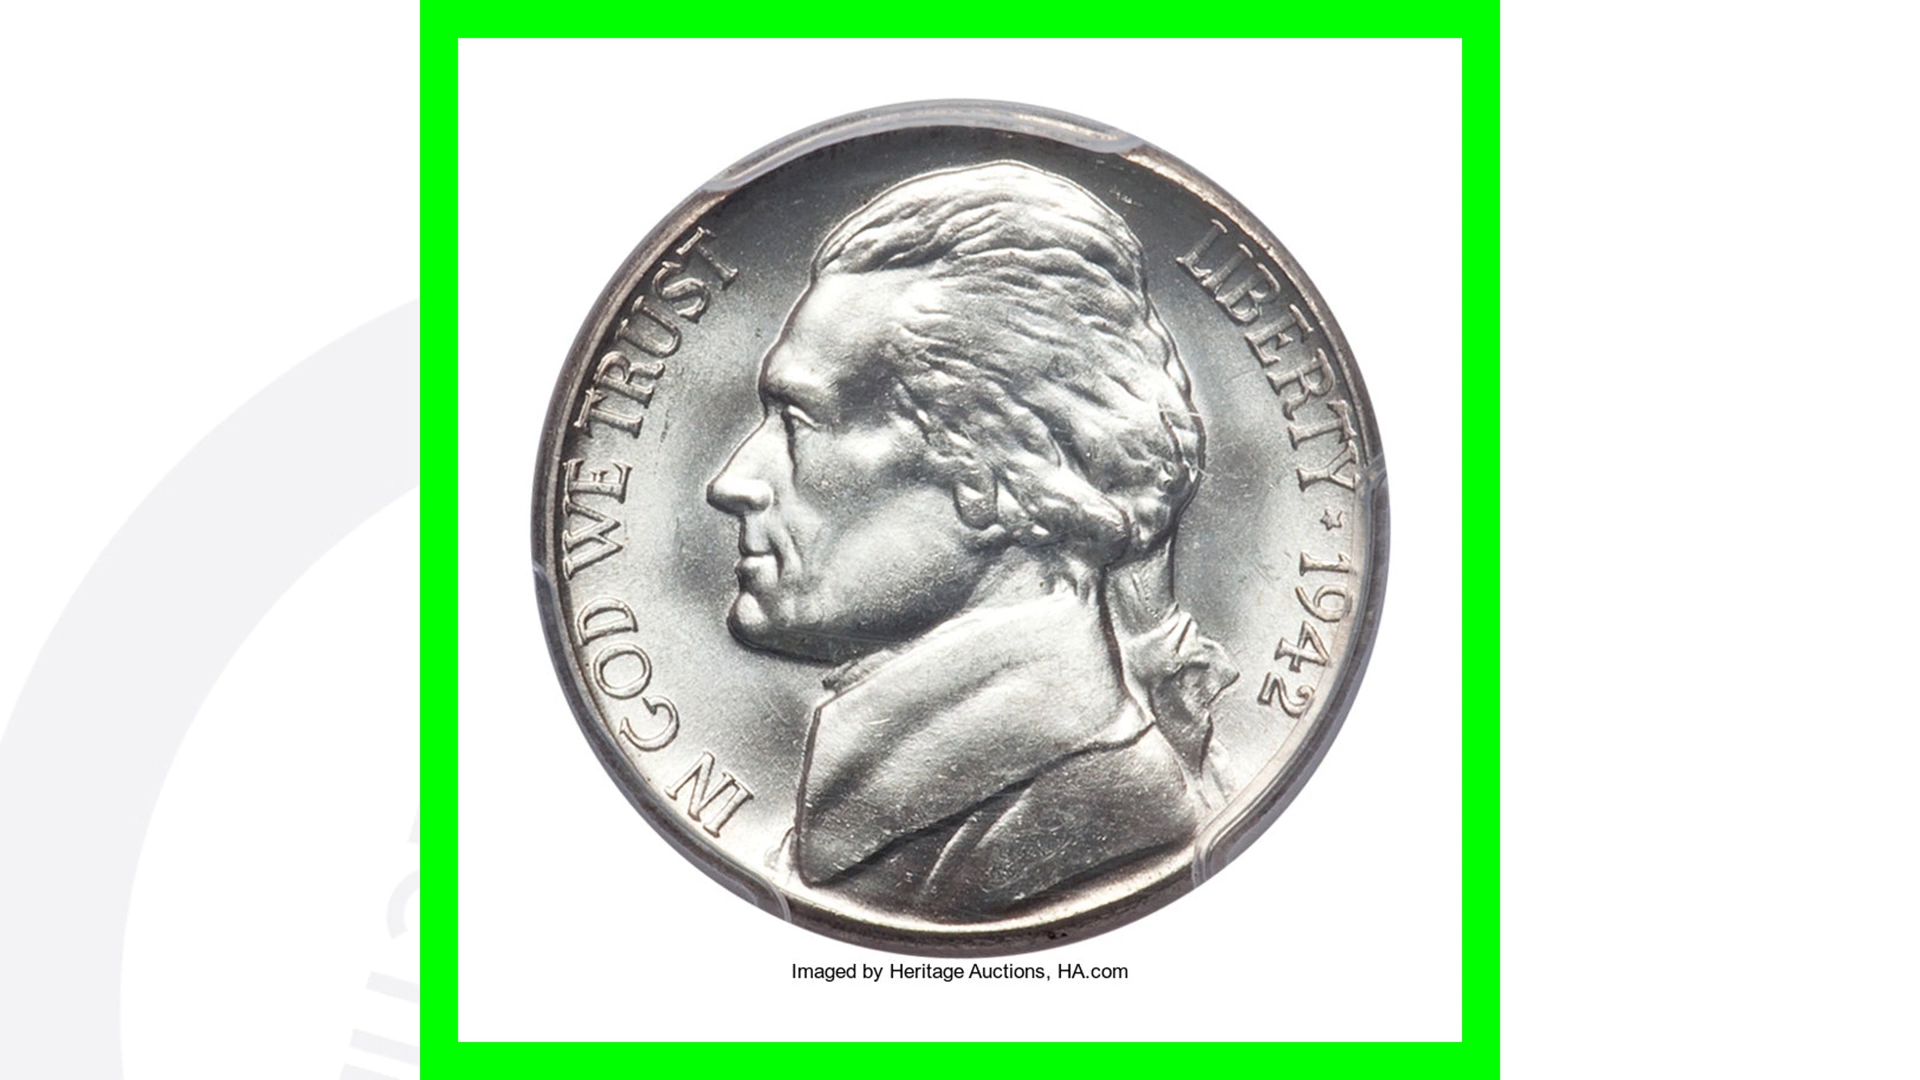 IN GOD WE TRUST
LIBERTY ★ 1942
Imaged by Heritage Auctions, HA.com